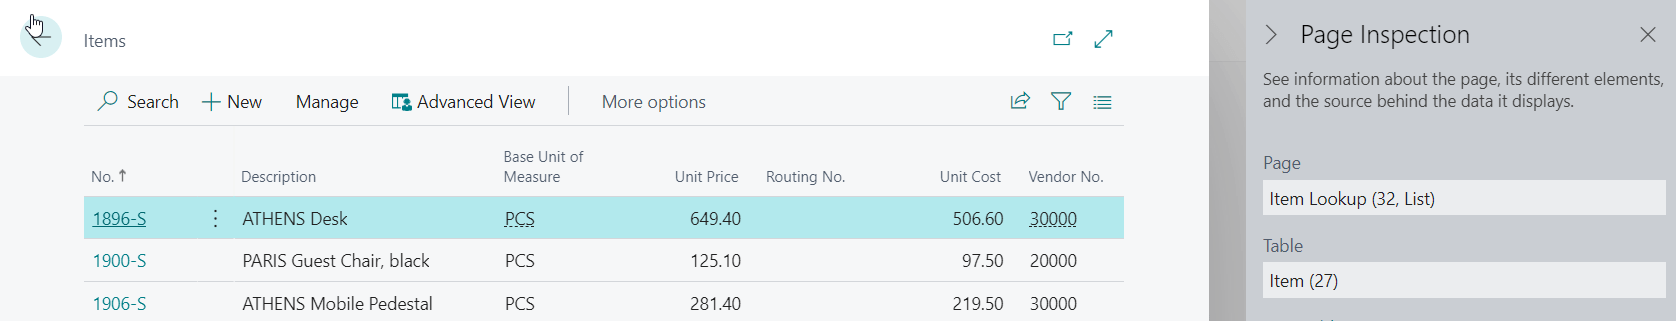 Items
Search New Manage Advanced View More options
No. ↑ Description Base Unit of Measure Unit Price Routing No. Unit Cost Vendor No.
1896-S ATHENS Desk PCS 649.40 506.60 30000
1900-S PARIS Guest Chair, black PCS 125.10 97.50 20000
1906-S ATHENS Mobile Pedestal PCS 281.40 219.50 30000
Page Inspection
See information about the page, its different elements,
and the source behind the data it displays.
Page
Item Lookup (32, List)
Table
Item (27)